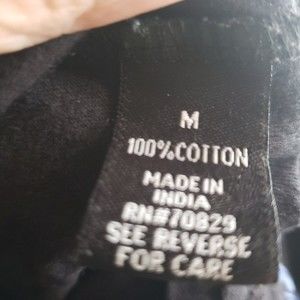 M
100%COTTON
MADE IN
INDIA
RN#70829
SEE REVERSE
FOR CARE